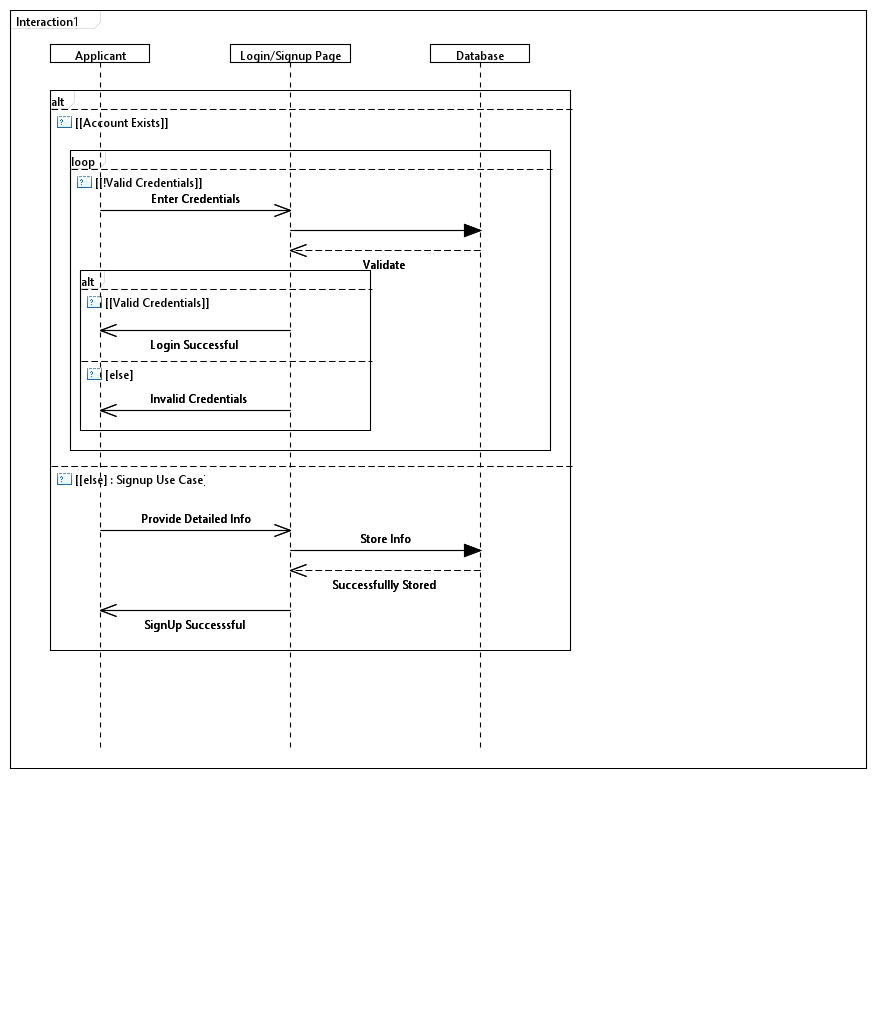 Interaction1
Applicant
Login/Signup Page
Database
alt
[[Account Exists]]
loop
[[!Valid Credentials]]
Enter Credentials
Validate
alt
[[Valid Credentials]]
Login Successful
[else]
Invalid Credentials
[[else] : Signup Use Case]
Provide Detailed Info
Store Info
Successfullly Stored
SignUp Successsful